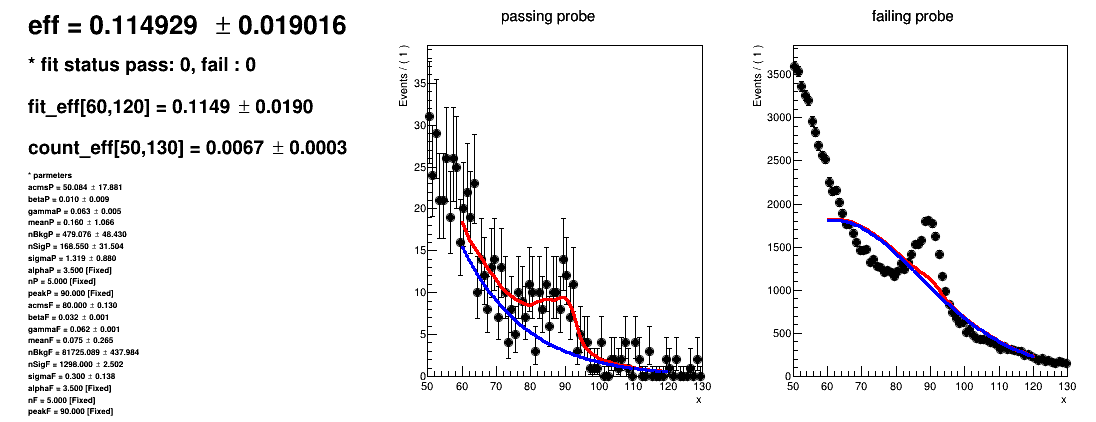 eff = 0.114929 ± 0.019016
* fit status pass: 0, fail : 0
fit_eff[60,120] = 0.1149 ± 0.0190
count_eff[50,130] = 0.0067 ± 0.0003
* parmeters
acmsP = 50.084 ± 17.881
betaP = 0.010 ± 0.009
gammaP = 0.063 ± 0.005
meanP = 0.160 ± 1.066
nBkgP = 479.076 ± 48.430
nSigP = 168.550 ± 31.504
sigmaP = 1.319 ± 0.880
alphaP = 3.500 [Fixed]
nP = 5.000 [Fixed]
peakP = 90.000 [Fixed]
acmsF = 80.000 ± 0.130
betaF = 0.032 ± 0.001
gammaF = 0.062 ± 0.001
meanF = 0.075 ± 0.265
nBkgF = 81725.089 ± 437.984
nSigF = 1298.000 ± 2.502
sigmaF = 0.300 ± 0.138
alphaF = 3.500 [Fixed]
nF = 5.000 [Fixed]
peakF = 90.000 [Fixed]
passing probe
Events / ( 1 )
35
30
25
20
15
10
5
0
50 60 70 80 90 100 110 120 130
x
failing probe
Events / ( 1 )
3500
3000
2500
2000
1500
1000
500
0
50 60 70 80 90 100 110 120 130
x